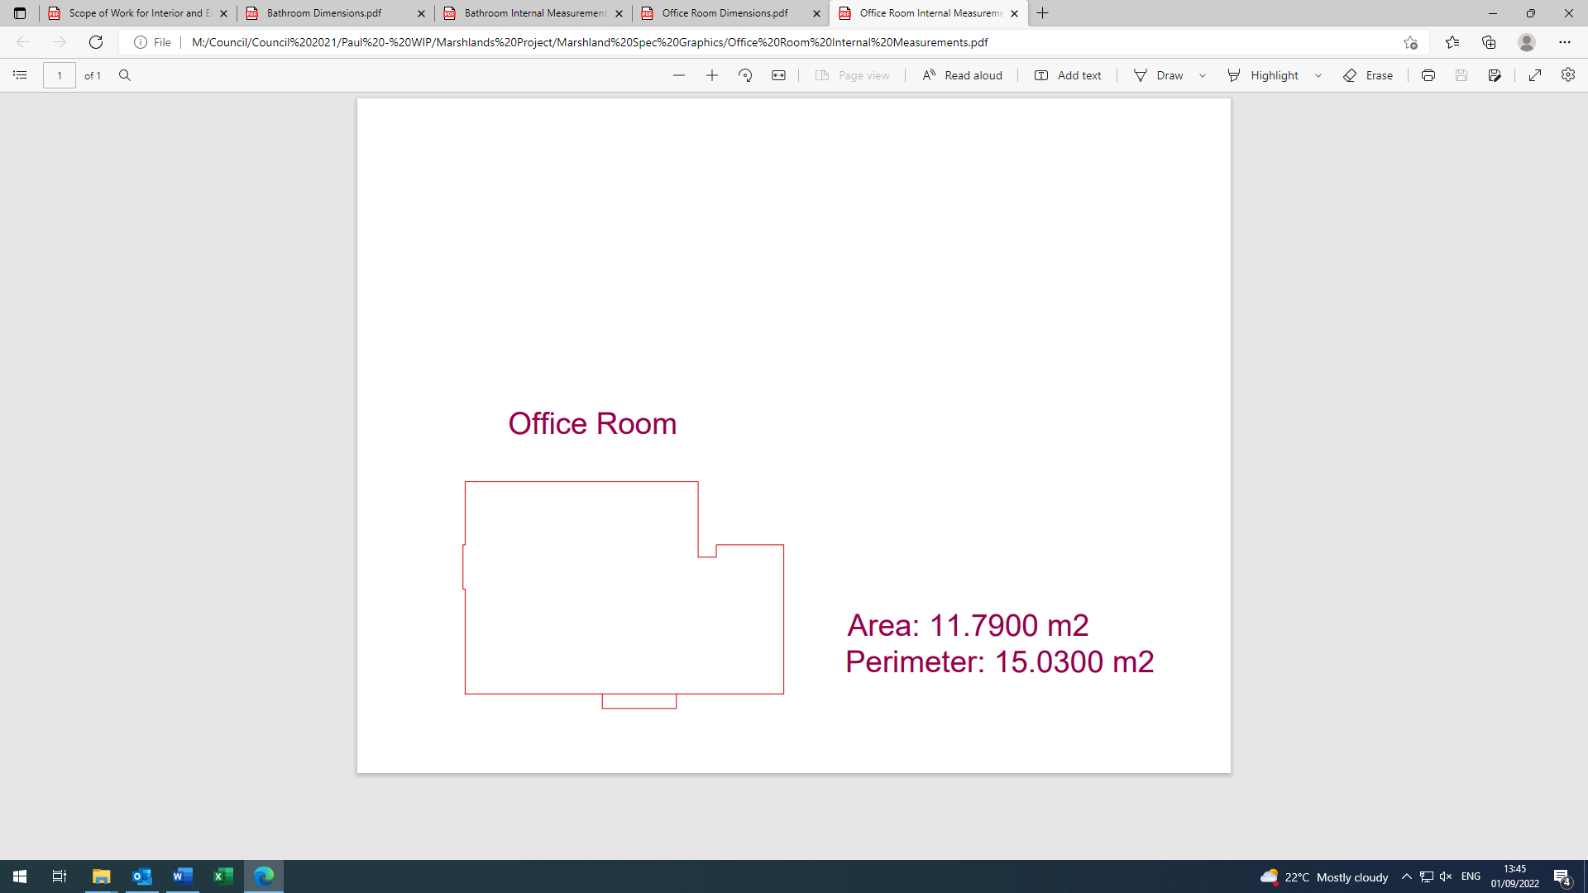 Scope of Work for Interior and E
Bathroom Dimensions.pdf
Bathroom Internal Measurement
Office Room Dimensions.pdf
Office Room Internal Measureme
File
M:/Council/Council%202021/Paul%20-%20WIP/Marshlands%20Project/Marshland%20Spec%20Graphics/Office%20Room%20Internal%20Measurements.pdf
1 of 1
Page view
Read aloud
Add text
Draw
Highlight
Erase
Office Room
Area: 11.7900 m2
Perimeter: 15.0300 m2
22°C Mostly cloudy
ENG
13:45
01/09/2022
4